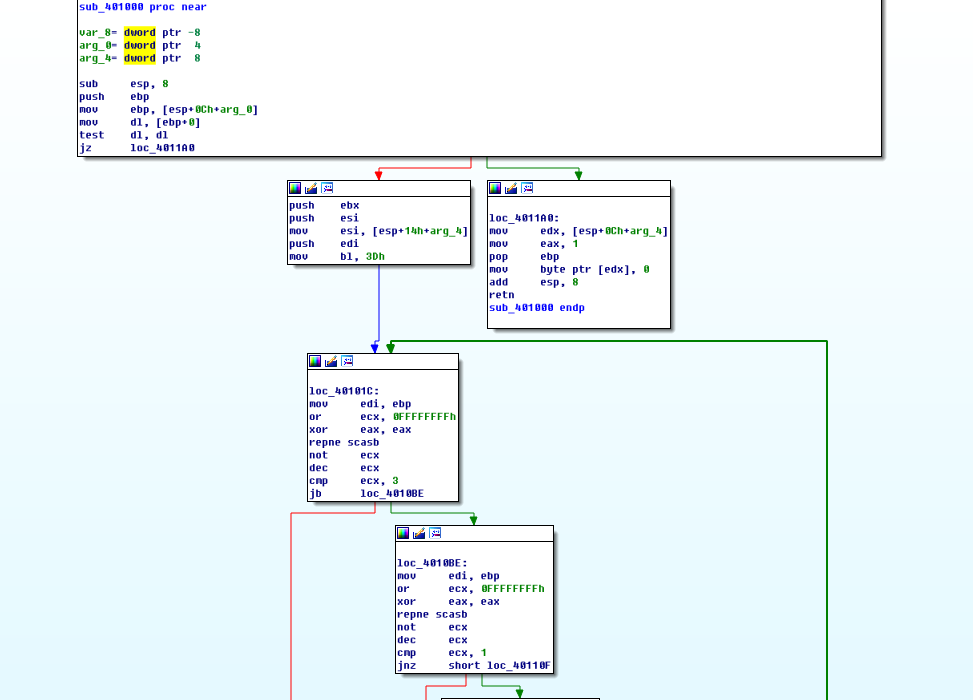 sub_401000 proc near
var_8= dword ptr -8
arg_0= dword ptr  4
arg_4= dword ptr  8
sub     esp, 8
push    ebp
mov     ebp, [esp+0Ch+arg_0]
mov     dl, [ebp+0]
test    dl, dl
jz      loc_4011A0
push    ebx
push    esi
mov     esi, [esp+14h+arg_4]
push    edi
mov     bl, 3Dh
loc_4011A0:
mov     edx, [esp+0Ch+arg_4]
mov     eax, 1
pop     ebp
mov     byte ptr [edx], 0
add     esp, 8
retn
sub_401000 endp
loc_40101C:
mov     edi, ebp
or      ecx, 0FFFFFFFFh
xor     eax, eax
repne scasb
not     ecx
dec     ecx
cmp     ecx, 3
jb      loc_4010BE
loc_4010BE:
mov     edi, ebp
or      ecx, 0FFFFFFFFh
xor     eax, eax
repne scasb
not     ecx
dec     ecx
cmp     ecx, 1
jnz     short loc_40110F